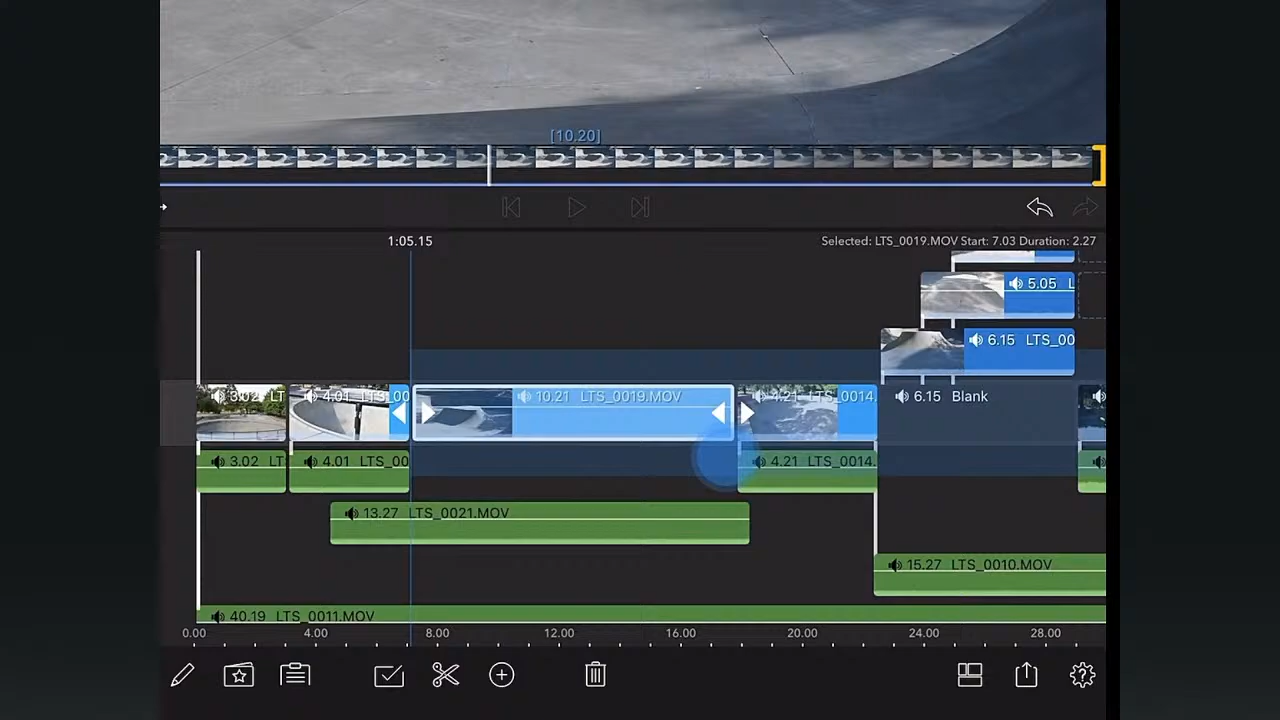 [10.20]
1:05.15
Selected: LTS_0019.MOV Start: 7.03 Duration: 2.27
5.05 L
6.15 LTS_00
3.02 LT
4.01 LTS_00
10.21 LTS_0019.MOV
4.21 LTS_0014.
6.15 Blank
3.02 LT
4.01 LTS_00
4.21 LTS_0014.
13.27 LTS_0021.MOV
15.27 LTS_0010.MOV
40.19 LTS_0011.MOV
0.00 4.00 8.00 12.00 16.00 20.00 24.00 28.00